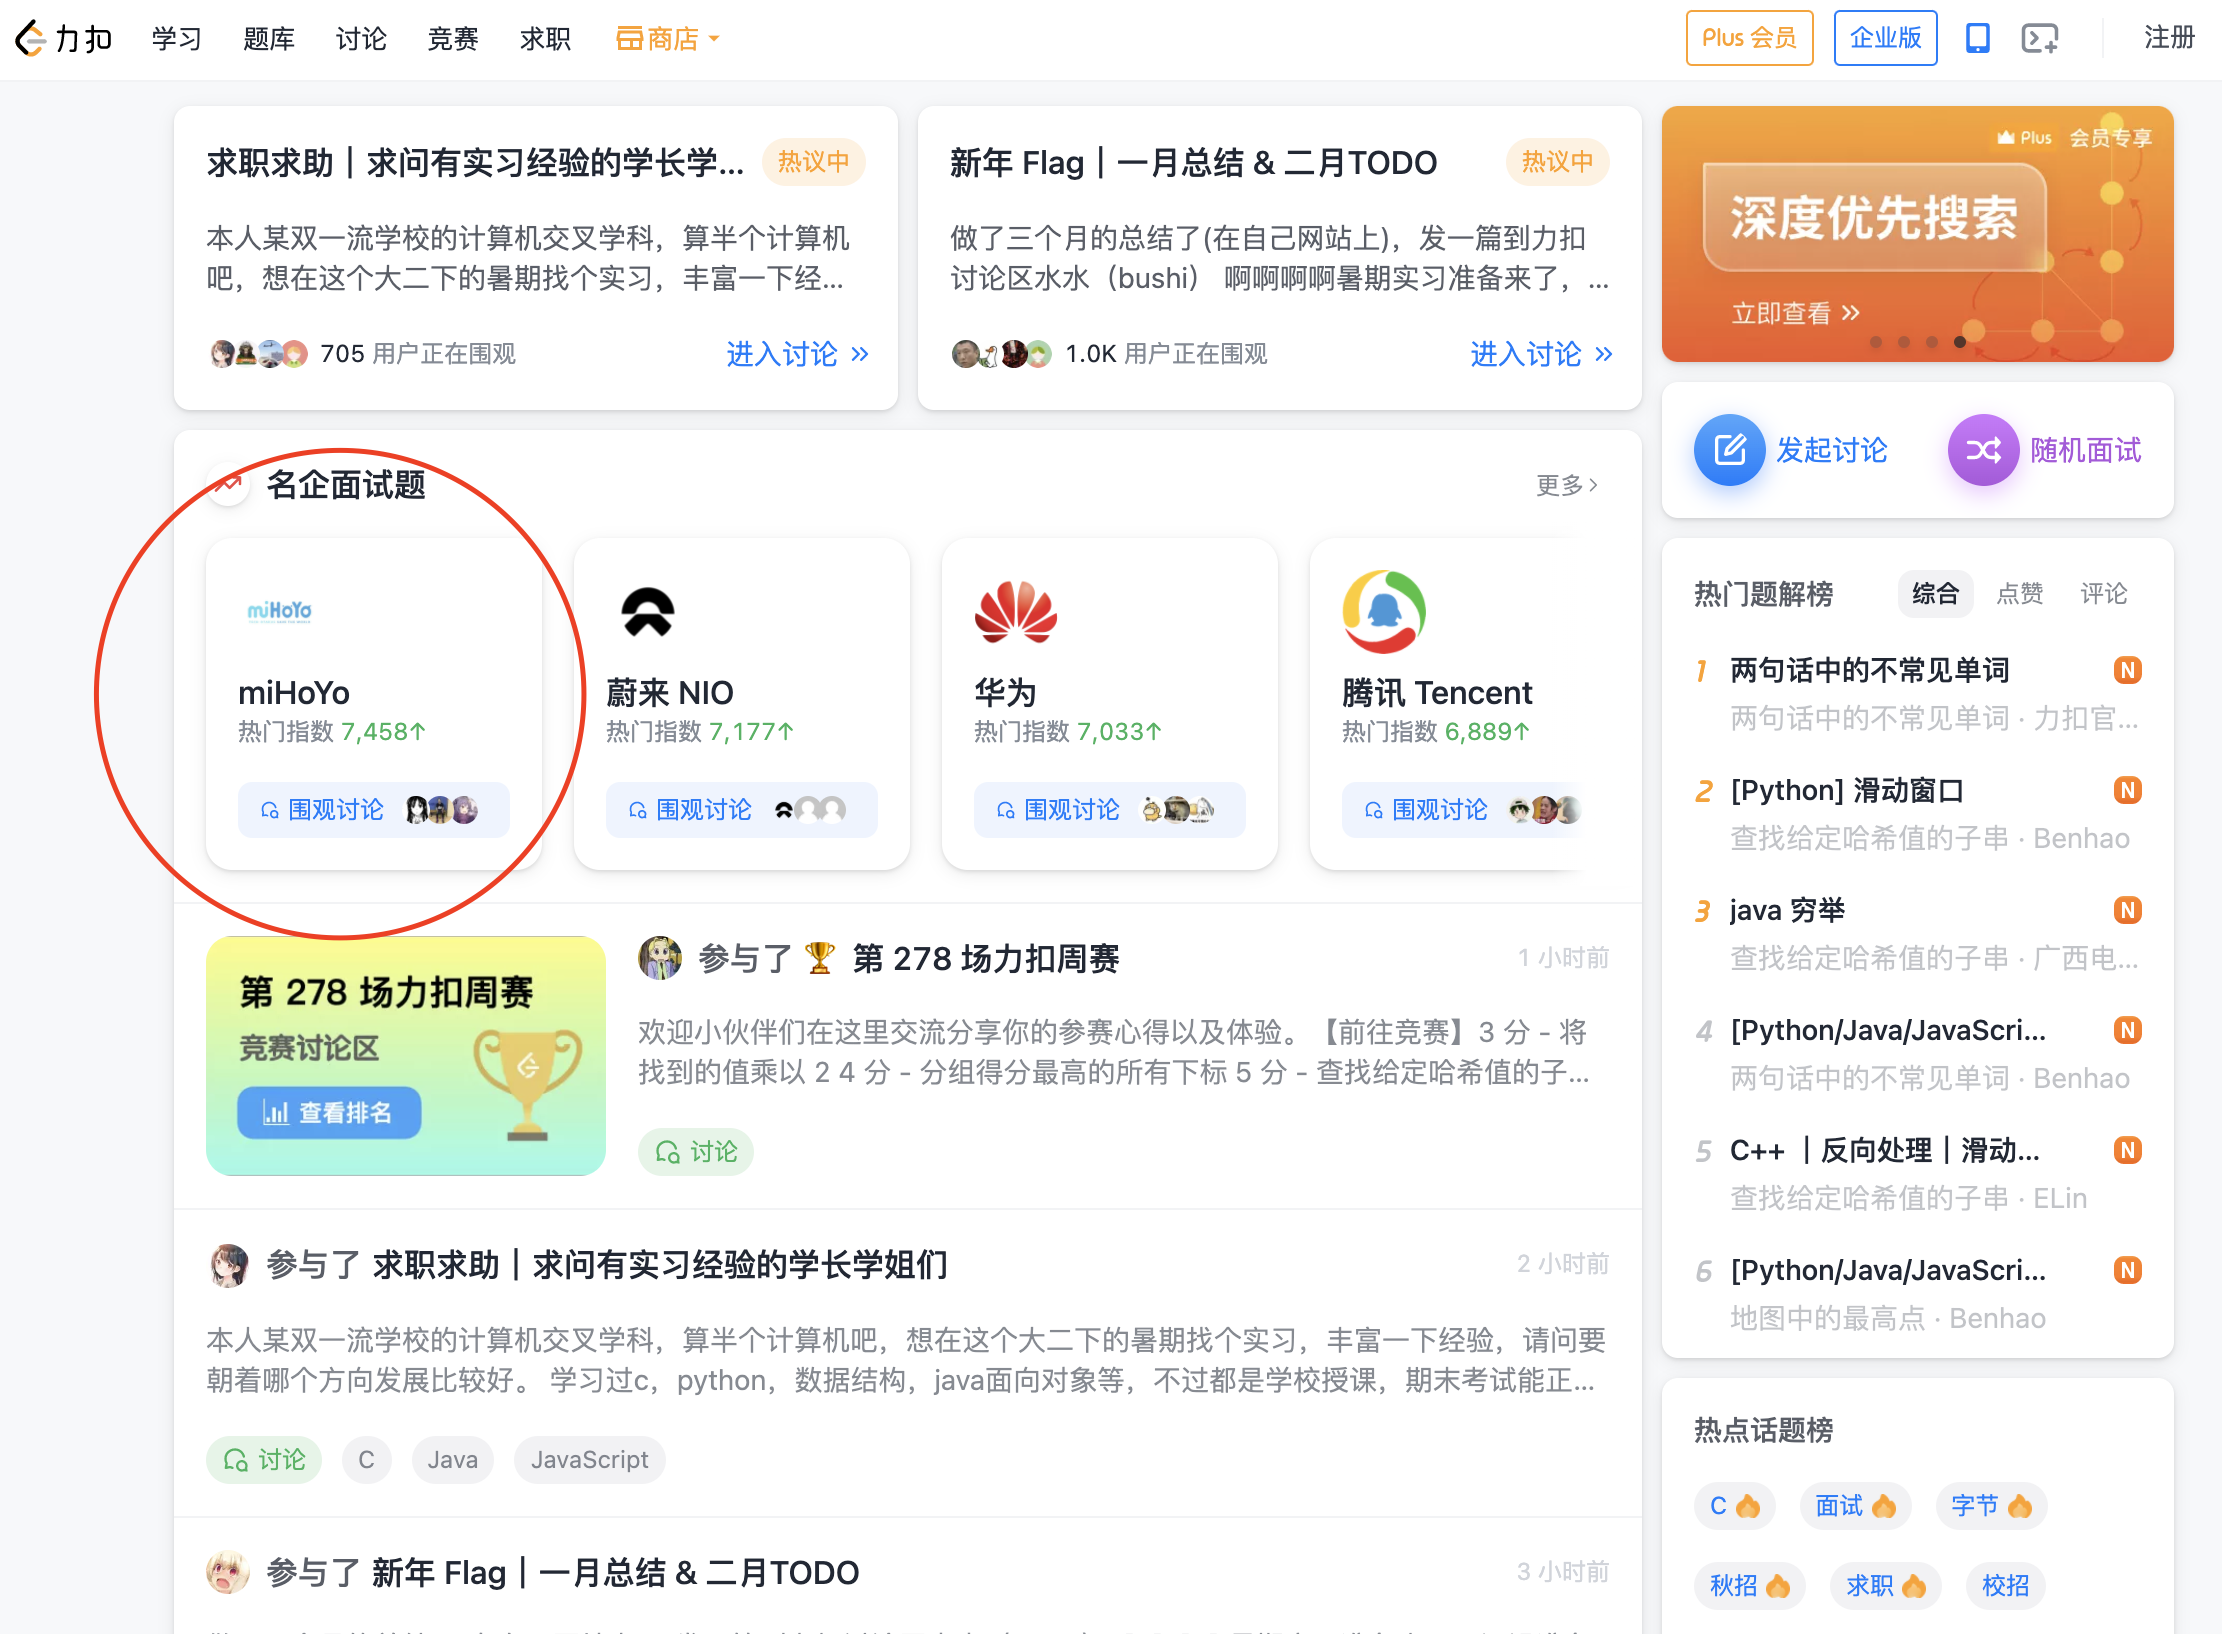 力扣 学习 题库 讨论 竞赛 求职 商店 Plus 会员 企业版 注册
求职求助｜求问有实习经验的学长学... 热议中
本人某双一流学校的计算机交叉学科，算半个计算机
吧，想在这个大二下的暑期找个实习，丰富一下经...
705 用户正在围观 进入讨论
新年 Flag｜一月总结 & 二月TODO 热议中
做了三个月的总结了(在自己网站上)，发一篇到力扣
讨论区水水（bushi） 啊啊啊啊暑期实习准备来了，...
1.0K 用户正在围观 进入讨论
Plus 会员专享
深度优先搜索
立即查看
发起讨论 随机面试
名企面试题 更多
miHoYo
miHoYo
热门指数 7,458↑
围观讨论
蔚来 NIO
热门指数 7,177↑
围观讨论
华为
热门指数 7,033↑
围观讨论
腾讯 Tencent
热门指数 6,889↑
围观讨论
第 278 场力扣周赛
竞赛讨论区
查看排名
参与了 🏆 第 278 场力扣周赛 1 小时前
欢迎小伙伴们在这里交流分享你的参赛心得以及体验。【前往竞赛】3 分 - 将
找到的值乘以 2 4 分 - 分组得分最高的所有下标 5 分 - 查找给定哈希值的子...
讨论
参与了 求职求助｜求问有实习经验的学长学姐们 2 小时前
本人某双一流学校的计算机交叉学科，算半个计算机吧，想在这个大二下的暑期找个实习，丰富一下经验，请问要
朝着哪个方向发展比较好。 学习过c，python，数据结构，java面向对象等，不过都是学校授课，期末考试能正...
讨论 C Java JavaScript
参与了 新年 Flag｜一月总结 & 二月TODO 3 小时前
热门题解榜 综合 点赞 评论
1 两句话中的不常见单词 N
两句话中的不常见单词 · 力扣官...
2 [Python] 滑动窗口 N
查找给定哈希值的子串 · Benhao
3 java 穷举 N
查找给定哈希值的子串 · 广西电...
4 [Python/Java/JavaScri... N
两句话中的不常见单词 · Benhao
5 C++ ｜反向处理｜滑动... N
查找给定哈希值的子串 · ELin
6 [Python/Java/JavaScri... N
地图中的最高点 · Benhao
热点话题榜
C 面试 字节
秋招 求职 校招